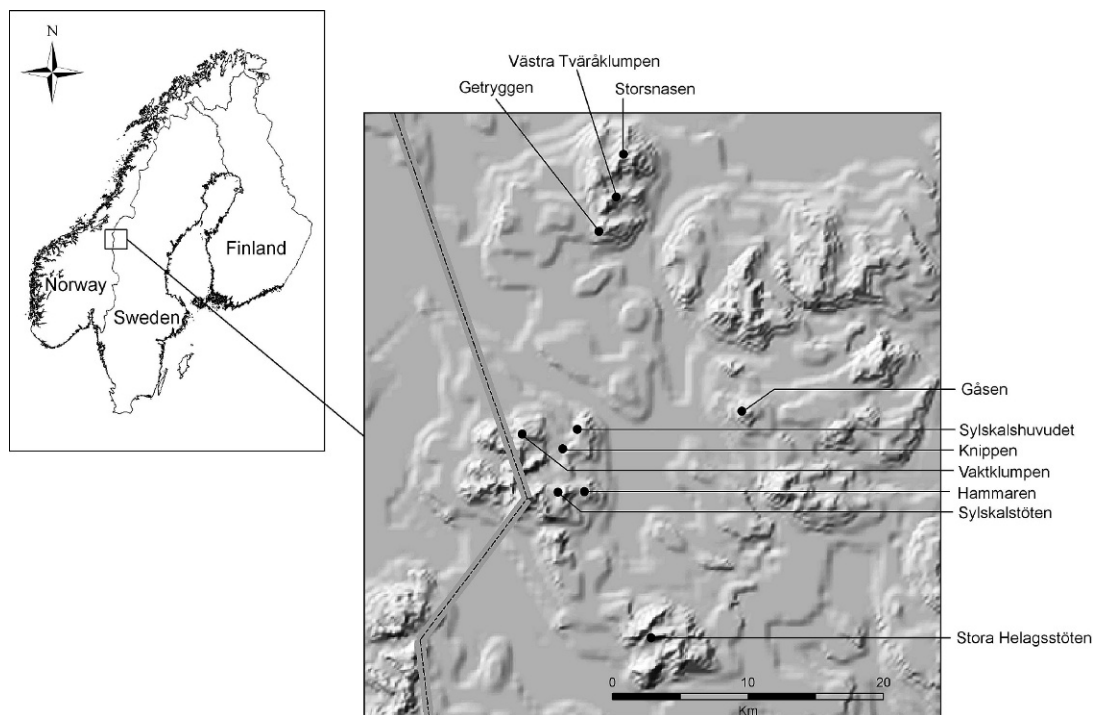 N
Norway
Sweden
Finland
Västra Tväråklumpen
Getryggen
Storsnasen
Gåsen
Sylskalshuvudet
Knippen
Vaktklumpen
Hammaren
Sylskalstöten
Stora Helagsstöten
0 10 20
Km